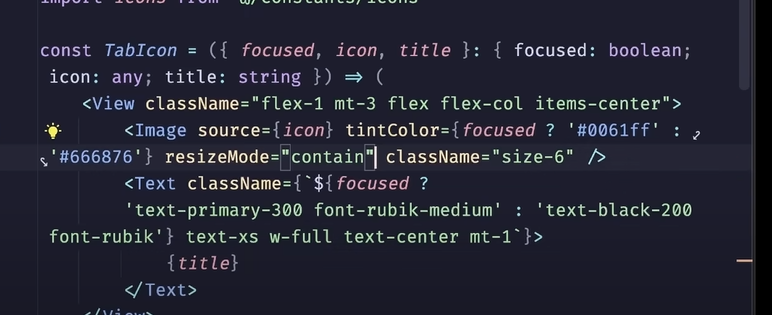 import icons from '@/constants/icons'
const TabIcon = ({ focused, icon, title }: { focused: boolean;
icon: any; title: string }) => (
<View className="flex-1 mt-3 flex flex-col items-center">
<Image source={icon} tintColor={focused ? '#0061ff' :
'#666876'} resizeMode="contain" className="size-6" />
<Text className={`${focused ?
'text-primary-300 font-rubik-medium' : 'text-black-200
font-rubik'} text-xs w-full text-center mt-1`}>
{title}
</Text>
</View>